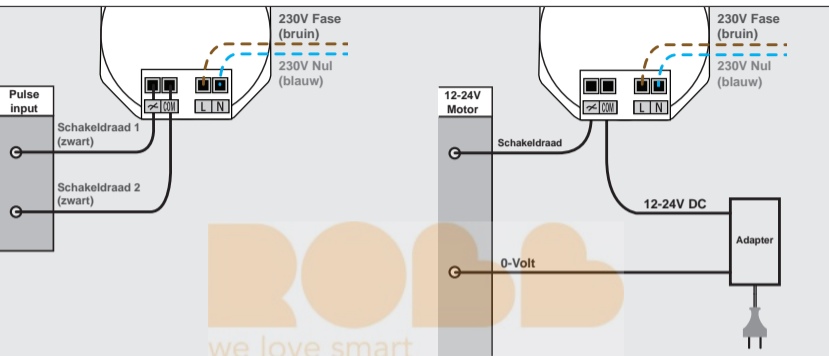 230V Fase
(bruin)
230V Nul
(blauw)
COM
L N
Pulse
input
Schakeldraad 1
(zwart)
Schakeldraad 2
(zwart)
230V Fase
(bruin)
230V Nul
(blauw)
COM
L N
12-24V
Motor
Schakeldraad
12-24V DC
Adapter
0-Volt
ROBB
we love smart